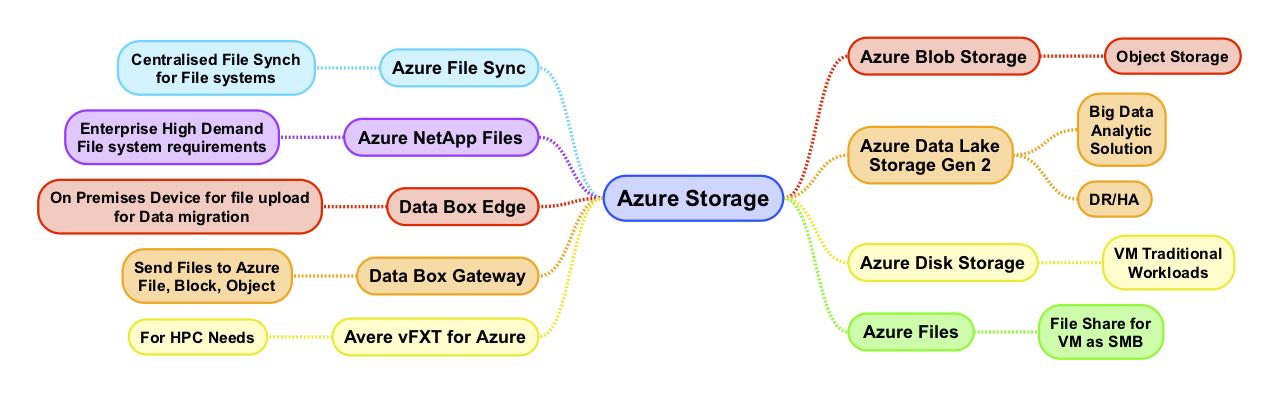 Azure Storage
Azure File Sync
Centralised File Synch
for File systems
Azure NetApp Files
Enterprise High Demand
File system requirements
Data Box Edge
On Premises Device for file upload
for Data migration
Data Box Gateway
Send Files to Azure
File, Block, Object
Avere vFXT for Azure
For HPC Needs
Azure Blob Storage
Object Storage
Azure Data Lake
Storage Gen 2
Big Data
Analytic
Solution
DR/HA
Azure Disk Storage
VM Traditional
Workloads
Azure Files
File Share for
VM as SMB